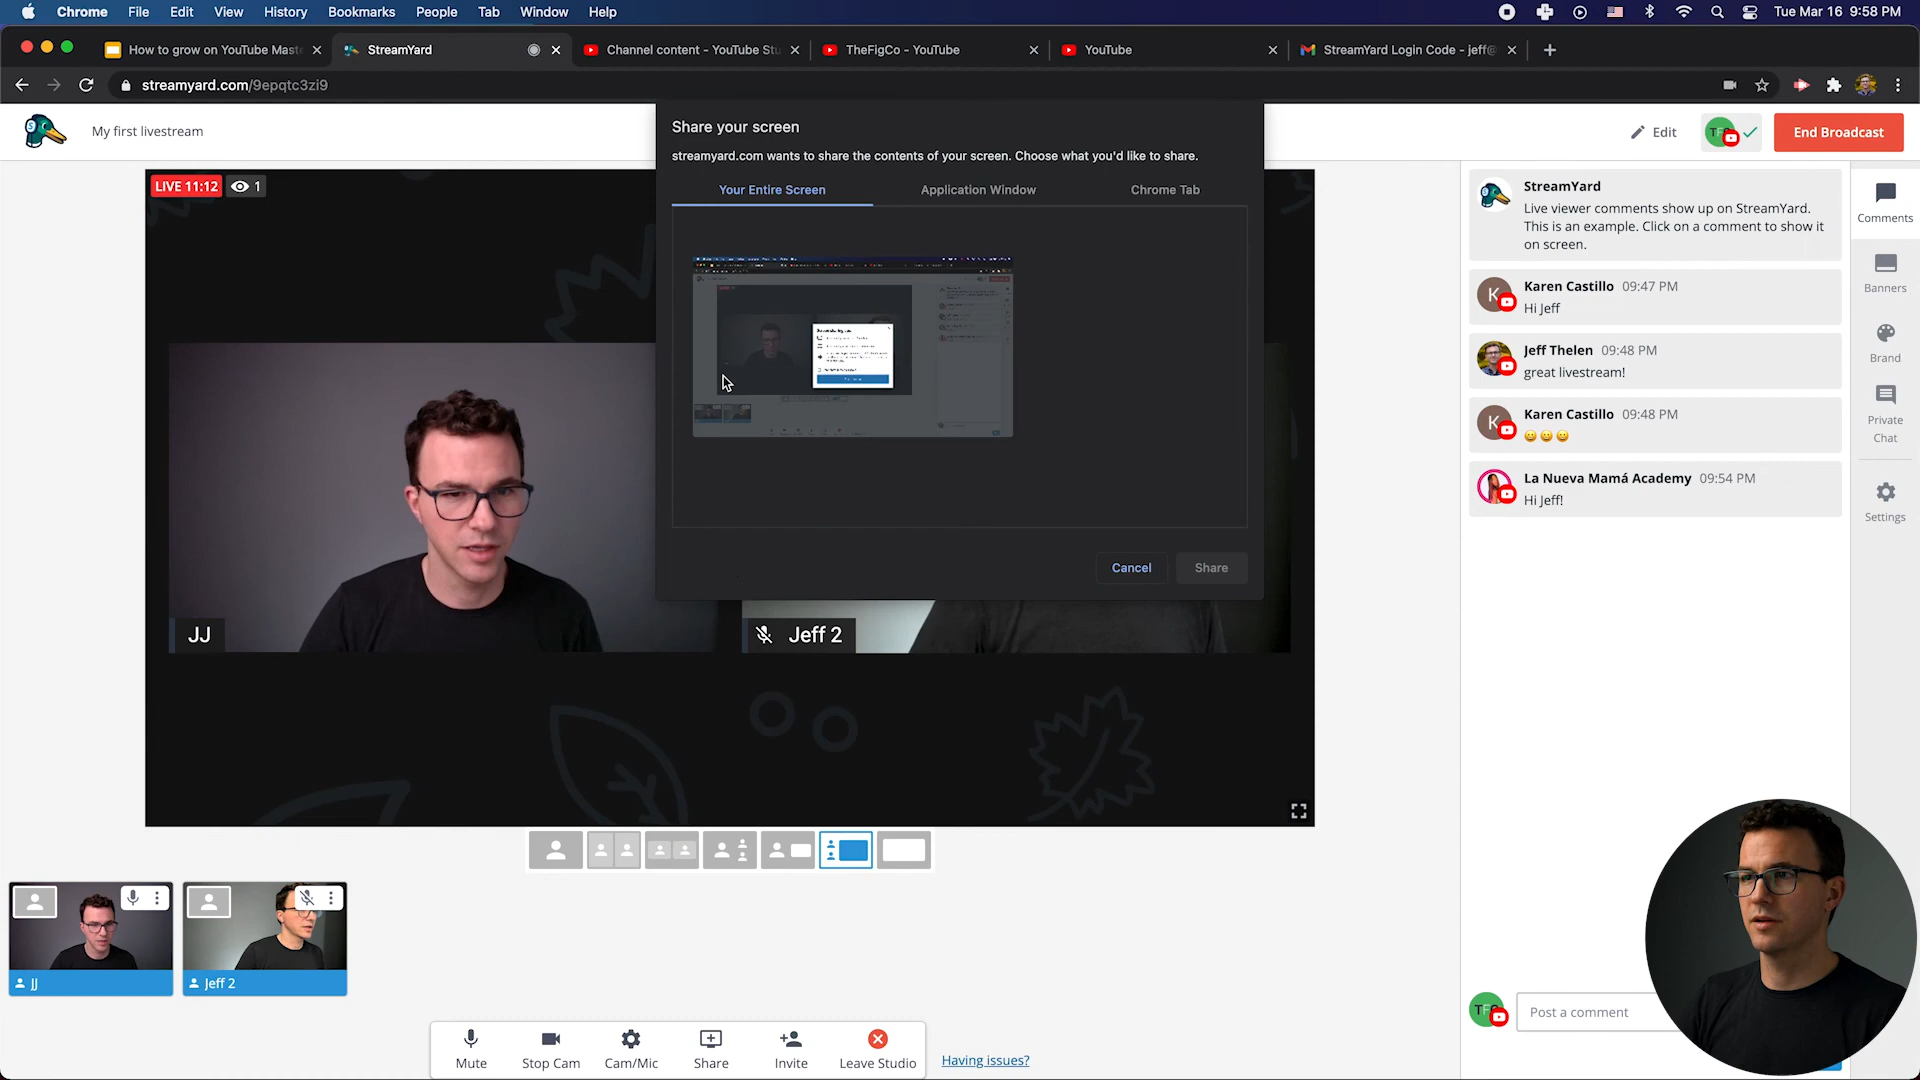 Chrome File Edit View History Bookmarks People Tab Window Help
Tue Mar 16 9:58 PM
How to grow on YouTube Mast
StreamYard
Channel content - YouTube Stu
TheFigCo - YouTube
YouTube
StreamYard Login Code - jeff@
streamyard.com/9epqtc3zi9
My first livestream
Edit
End Broadcast
LIVE 11:12
1
Share your screen
streamyard.com wants to share the contents of your screen. Choose what you'd like to share.
Your Entire Screen
Application Window
Chrome Tab
Cancel
Share
JJ
Jeff 2
StreamYard
Live viewer comments show up on StreamYard.
This is an example. Click on a comment to show it
on screen.
K
Karen Castillo 09:47 PM
Hi Jeff
Jeff Thelen 09:48 PM
great livestream!
K
Karen Castillo 09:48 PM
😀😀😀
La Nueva Mamá Academy 09:54 PM
Hi Jeff!
Comments
Banners
Brand
Private
Chat
Settings
JJ
Jeff 2
Post a comment
Mute
Stop Cam
Cam/Mic
Share
Invite
Leave Studio
Having issues?